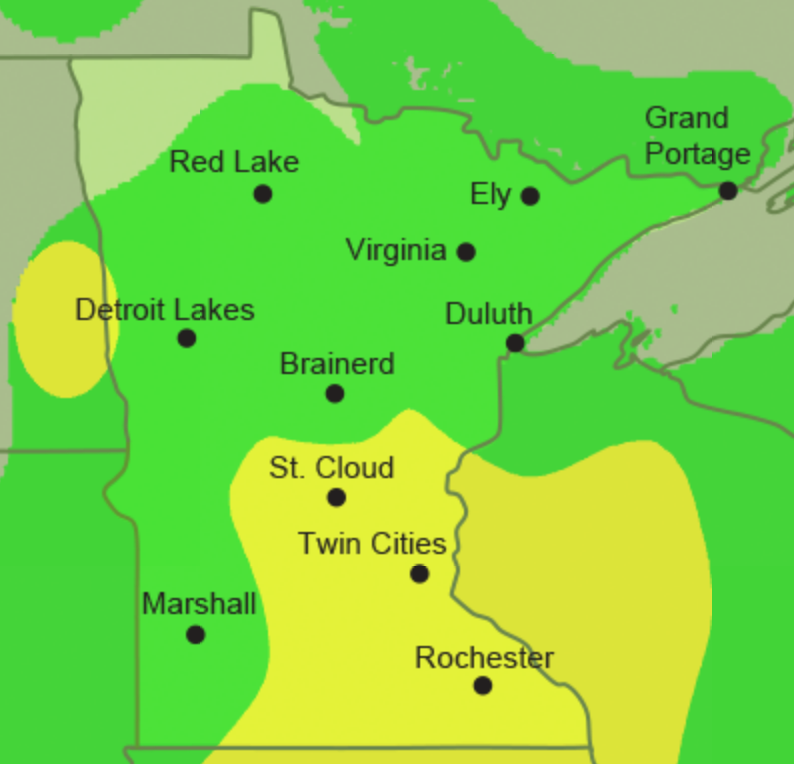 Grand
Portage
Red Lake
Ely
Virginia
Detroit Lakes
Duluth
Brainerd
St. Cloud
Twin Cities
Marshall
Rochester